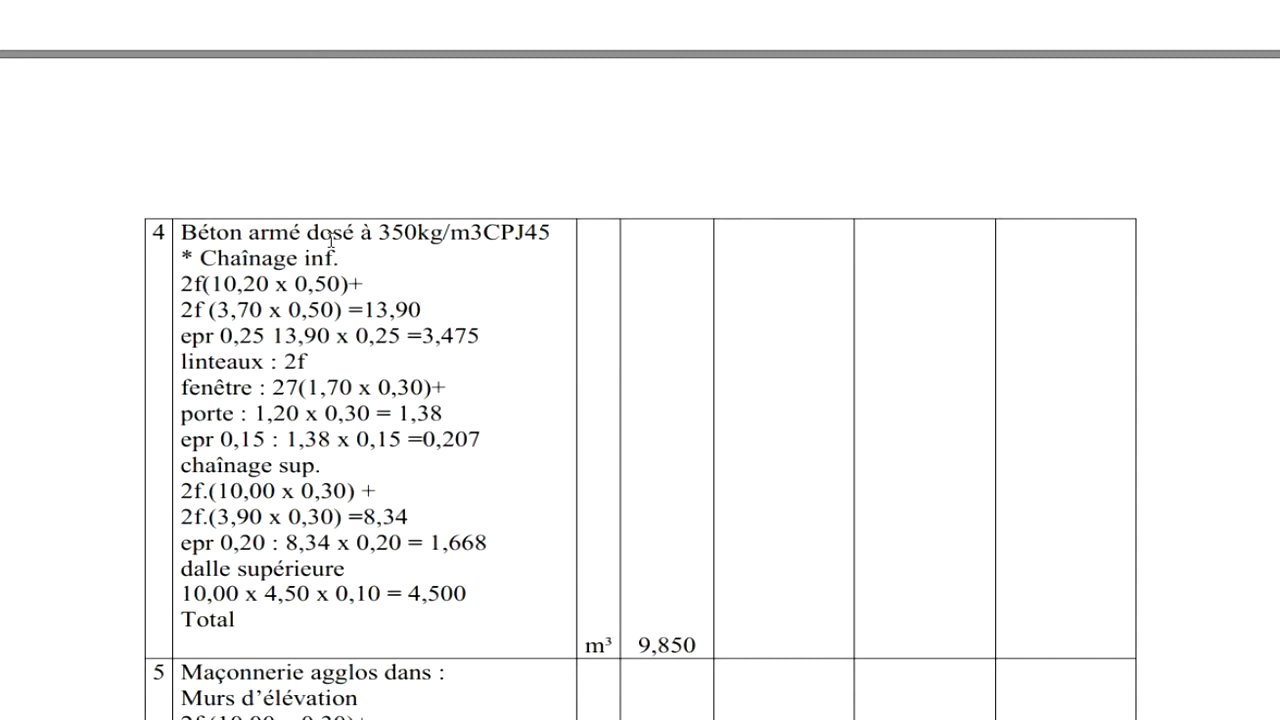 4 Béton armé dosé à 350kg/m3CPJ45
* Chaînage inf.
2f(10,20 x 0,50)+
2f (3,70 x 0,50) =13,90
epr 0,25 13,90 x 0,25 =3,475
linteaux : 2f
fenêtre : 27(1,70 x 0,30)+
porte : 1,20 x 0,30 = 1,38
epr 0,15 : 1,38 x 0,15 =0,207
chaînage sup.
2f.(10,00 x 0,30) +
2f.(3,90 x 0,30) =8,34
epr 0,20 : 8,34 x 0,20 = 1,668
dalle supérieure
10,00 x 4,50 x 0,10 = 4,500
Total
m³ 9,850
5 Maçonnerie agglos dans :
Murs d’élévation